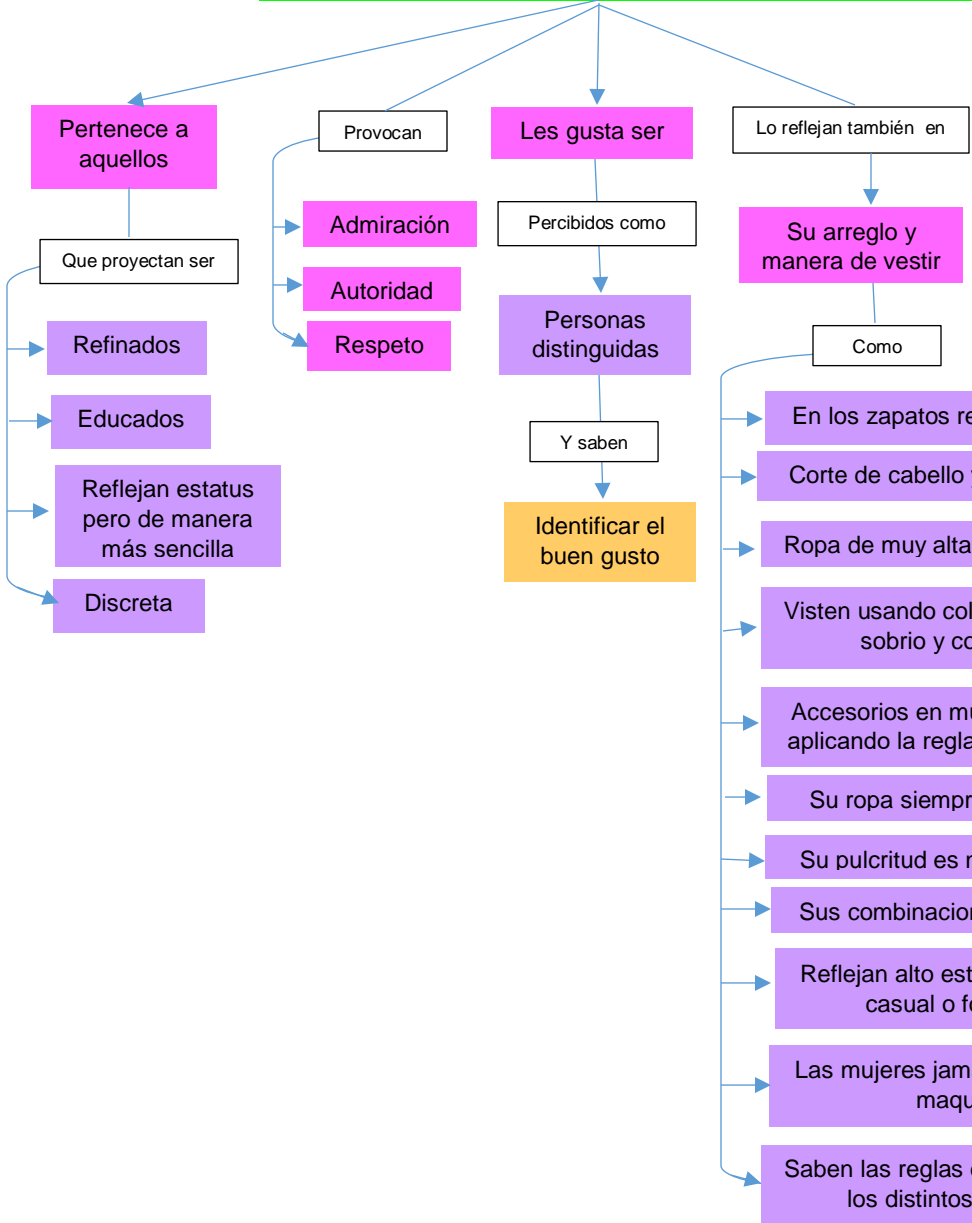 Pertenece a
aquellos
Que proyectan ser
Refinados
Educados
Reflejan estatus
pero de manera
más sencilla
Discreta
Provocan
Admiración
Autoridad
Respeto
Les gusta ser
Percibidos como
Personas
distinguidas
Y saben
Identificar el
buen gusto
Lo reflejan también en
Su arreglo y
manera de vestir
Como
En los zapatos
Corte de cabello
Ropa de muy alta
Visten usando
sobrio y
Accesorios en
aplicando la
Su ropa
Su pulcritud es
Sus
Reflejan alto
casual o
Las mujeres
Saben las reglas
los distintos